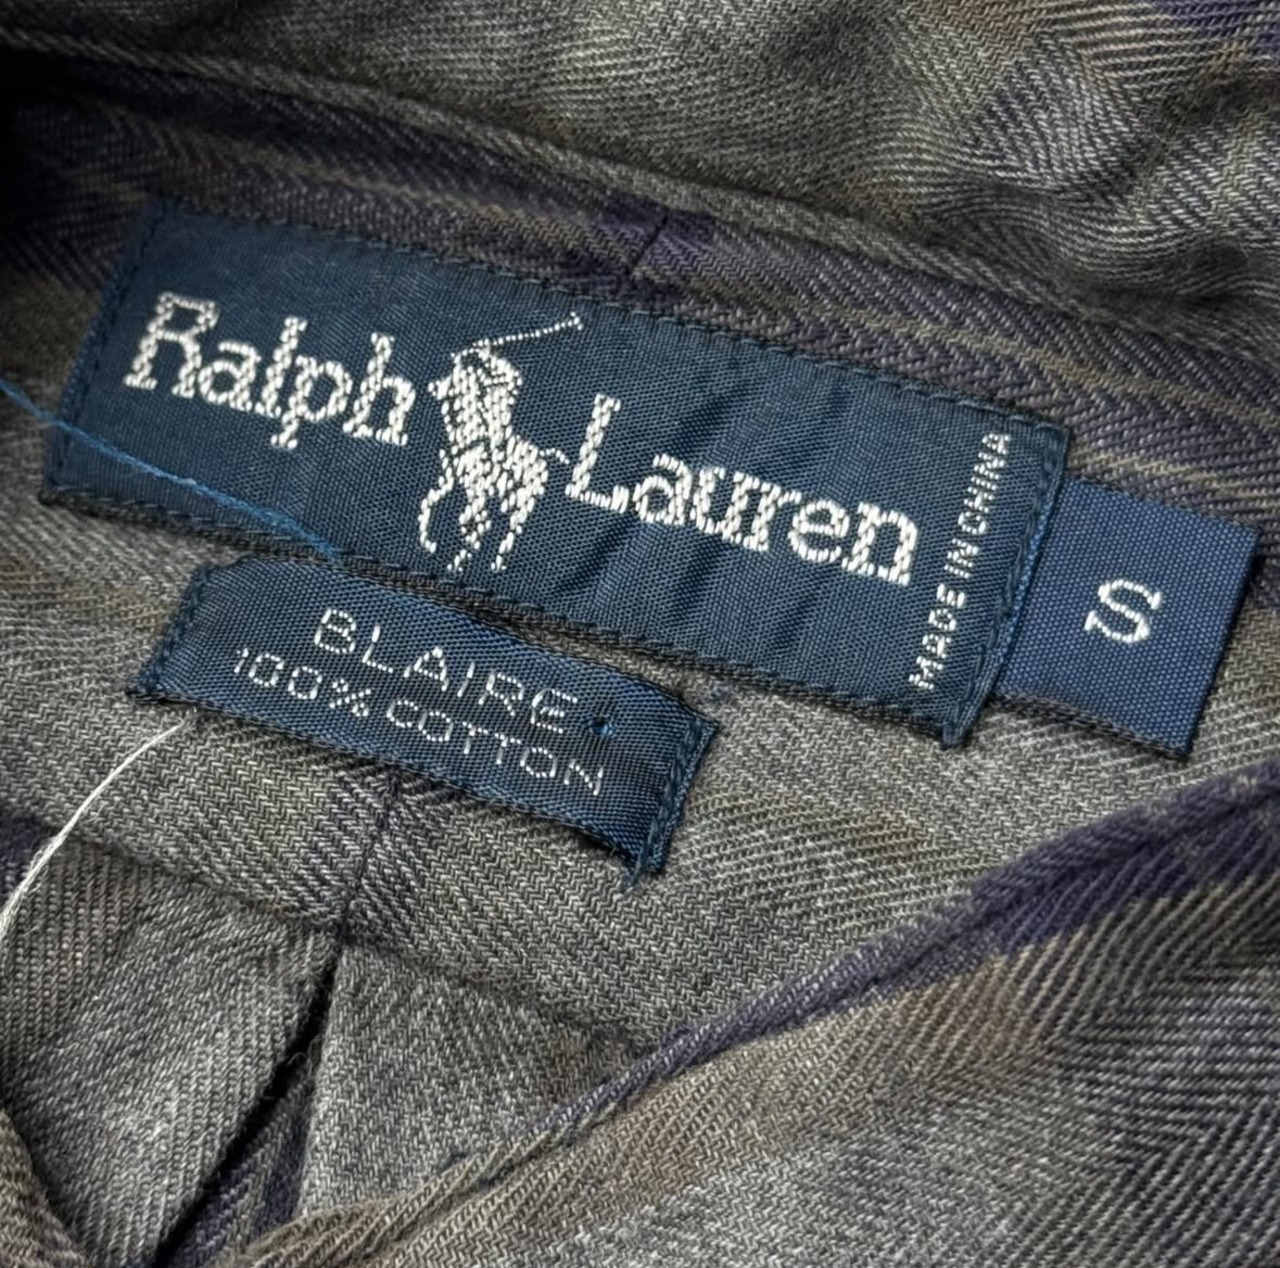 Ralph Lauren
MADE IN CHINA
S
BLAIRE
100% COTTON